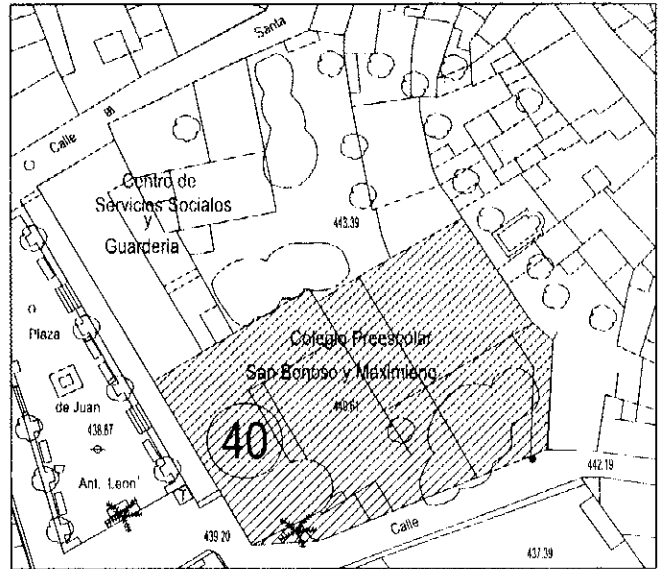 Santa
Calle
Centro de
Servicios Sociales
y
Guarderia
443.39
Plaza
de Juan
438.87
Ant. Leon'
Colegio Preescolar
San Bonoso y Maximiano
40
442.19
439 20
Calle
437.39